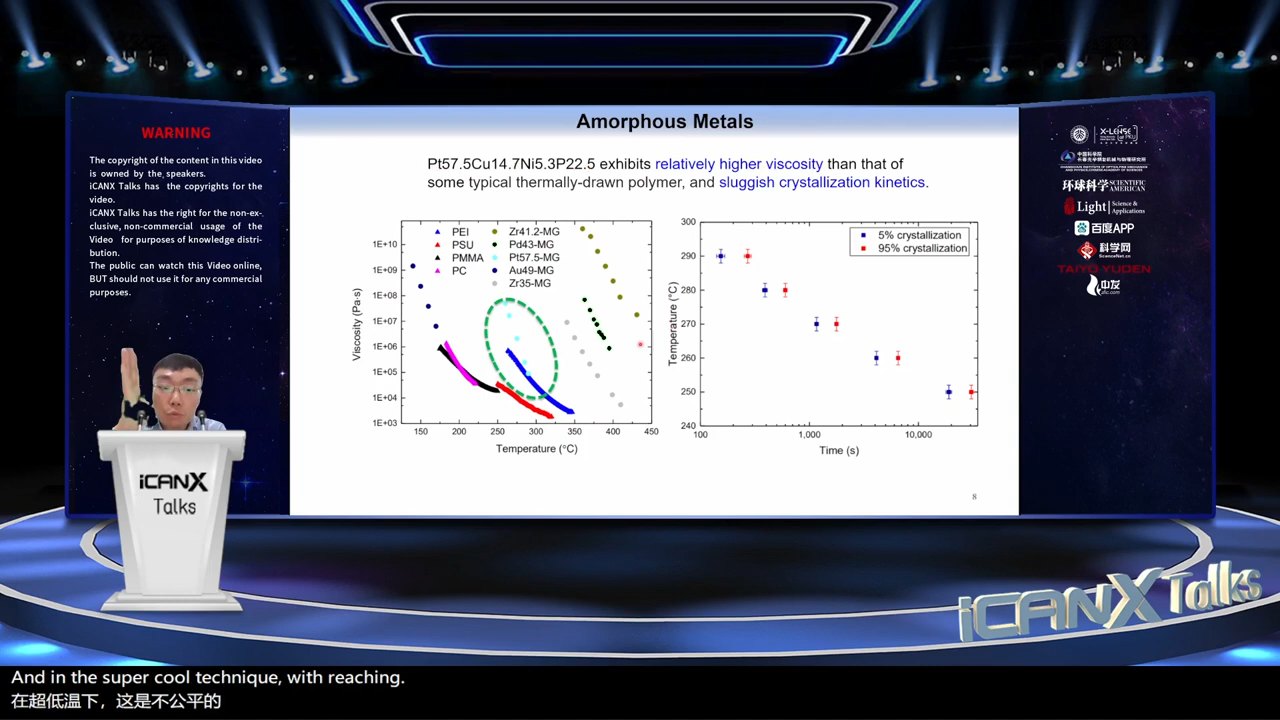 Amorphous Metals
WARNING
The copyright of the content in this video
is owned by the speakers.
iCANX Talks has the copyrights for the
video.
iCANX Talks has the right for the non-ex-
clusive, non-commercial usage of the
Video for purposes of knowledge distri-
bution.
The public can watch this Video online,
BUT should not use it for any commercial
purposes.
Pt57.5Cu14.7Ni5.3P22.5 exhibits relatively higher viscosity than that of
some typical thermally-drawn polymer, and sluggish crystallization kinetics.
Viscosity (Pa·s)
1E+10
1E+09
1E+08
1E+07
1E+06
1E+05
1E+04
1E+03
PEI
PSU
PMMA
PC
Zr41.2-MG
Pd43-MG
Pt57.5-MG
Au49-MG
Zr35-MG
150 200 250 300 350 400 450
Temperature (°C)
Temperature (°C)
300
290
280
270
260
250
240
5% crystallization
95% crystallization
100 1,000 10,000
Time (s)
8
X-LENSE
环球科学 SCIENTIFIC AMERICAN
Light Science & Applications
百度APP
科学网
ScienceNet.cn
TAIYO YUDEN
iCANX
Talks
iCANX Talks
And in the super cool technique, with reaching.
在超低温下，这是不公平的